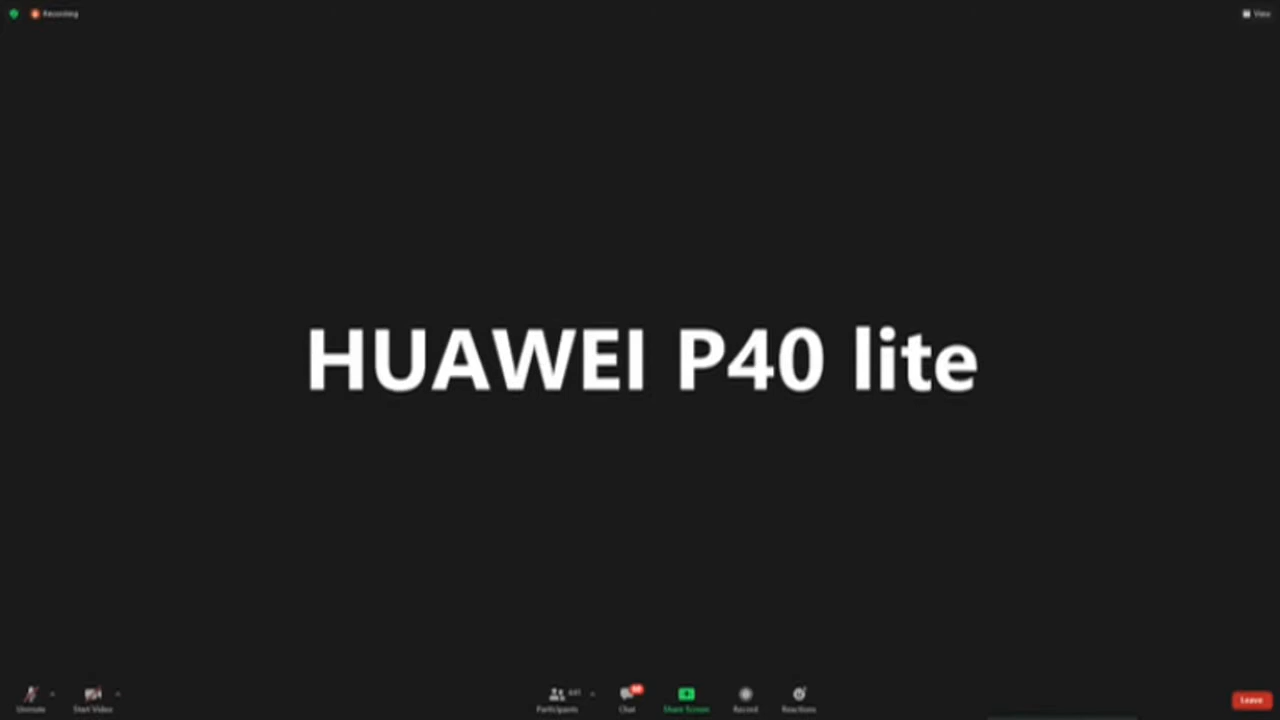 Recording
View
HUAWEI P40 lite
Unmute
Start Video
Participants
Chat
Share Screen
Record
Reactions
Leave